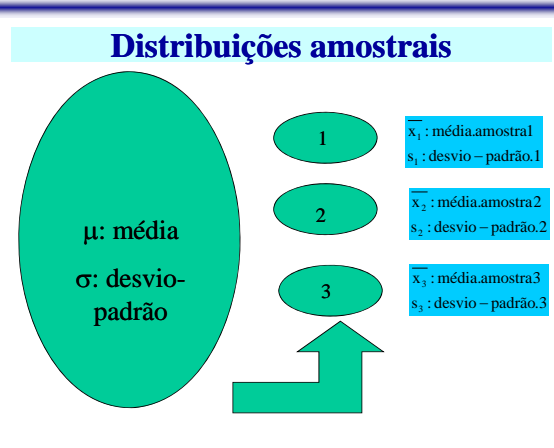 Distribuições amostrais
μ: média
σ: desvio-
padrão
1
x̄₁ : média.amostra1
s₁ : desvio – padrão.1
2
x̄₂ : média.amostra2
s₂ : desvio – padrão.2
3
x̄₃ : média.amostra3
s₃ : desvio – padrão.3